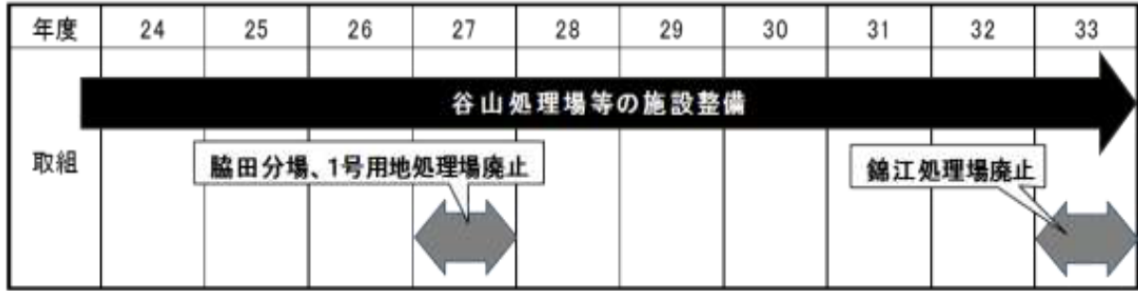 年度 24 25 26 27 28 29 30 31 32 33
谷山処理場等の施設整備
取組
脇田分場、1号用地処理場廃止
錦江処理場廃止